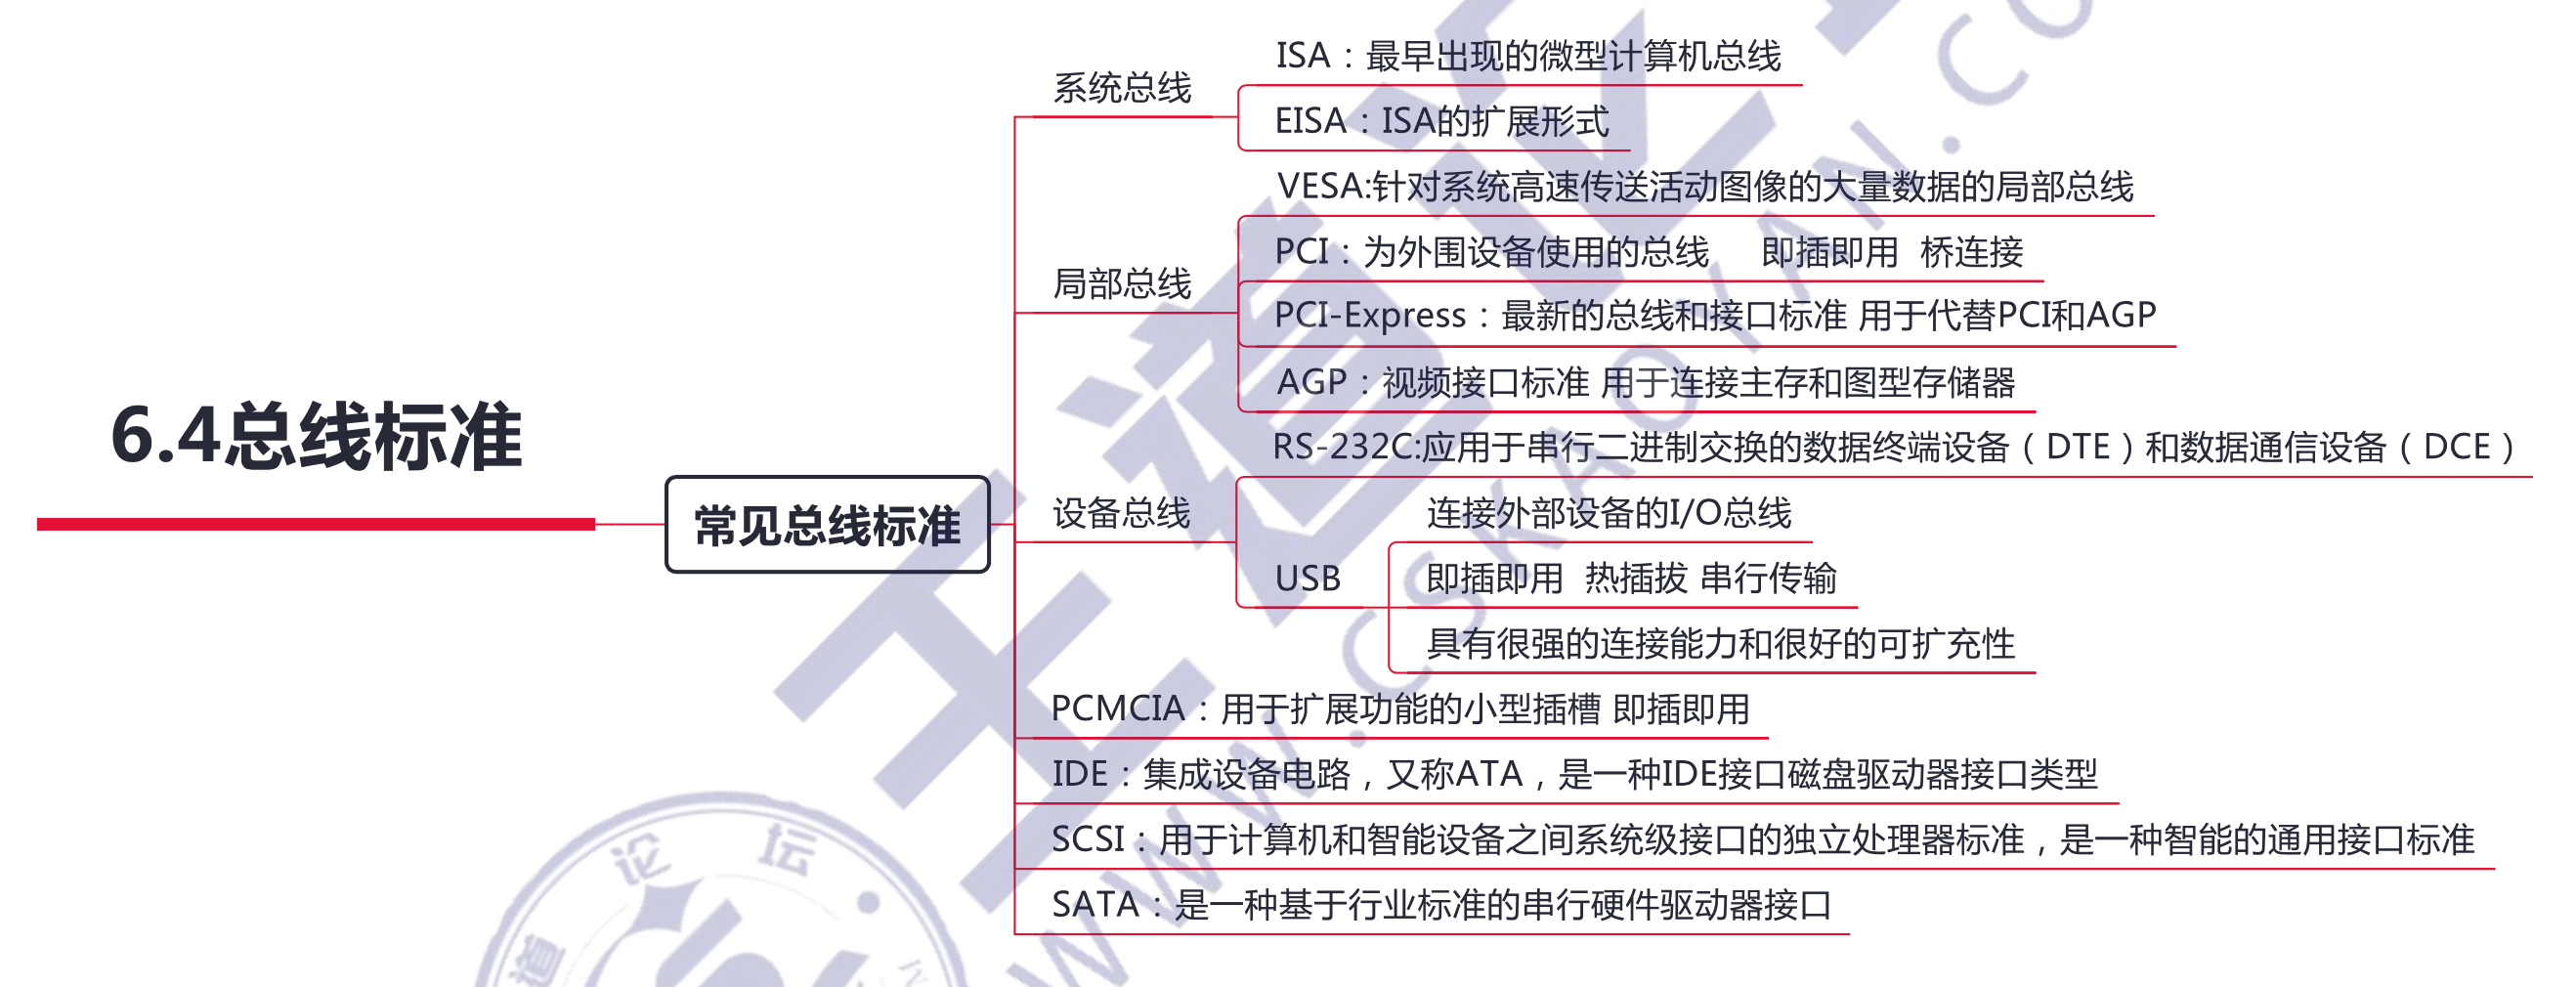 6.4总线标准
常见总线标准
系统总线
ISA：最早出现的微型计算机总线
EISA：ISA的扩展形式
局部总线
VESA:针对系统高速传送活动图像的大量数据的局部总线
PCI：为外围设备使用的总线 即插即用 桥连接
PCI-Express：最新的总线和接口标准 用于代替PCI和AGP
AGP：视频接口标准 用于连接主存和图型存储器
设备总线
RS-232C:应用于串行二进制交换的数据终端设备（DTE）和数据通信设备（DCE）
USB
连接外部设备的I/O总线
即插即用 热插拔 串行传输
具有很强的连接能力和很好的可扩充性
PCMCIA：用于扩展功能的小型插槽 即插即用
IDE：集成设备电路，又称ATA，是一种IDE接口磁盘驱动器接口类型
SCSI：用于计算机和智能设备之间系统级接口的独立处理器标准，是一种智能的通用接口标准
SATA：是一种基于行业标准的串行硬件驱动器接口
王道论
WWW.CSKAOYAN.CO
道论坛